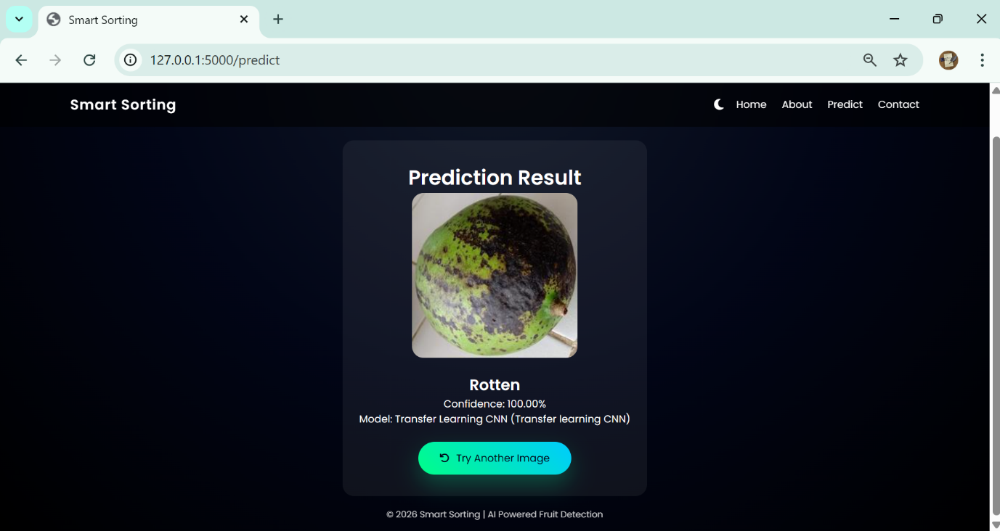 Smart Sorting
127.0.0.1:5000/predict
Smart Sorting
Home About Predict Contact
Prediction Result
Rotten
Confidence: 100.00%
Model: Transfer Learning CNN (Transfer learning CNN)
Try Another Image
© 2026 Smart Sorting | AI Powered Fruit Detection